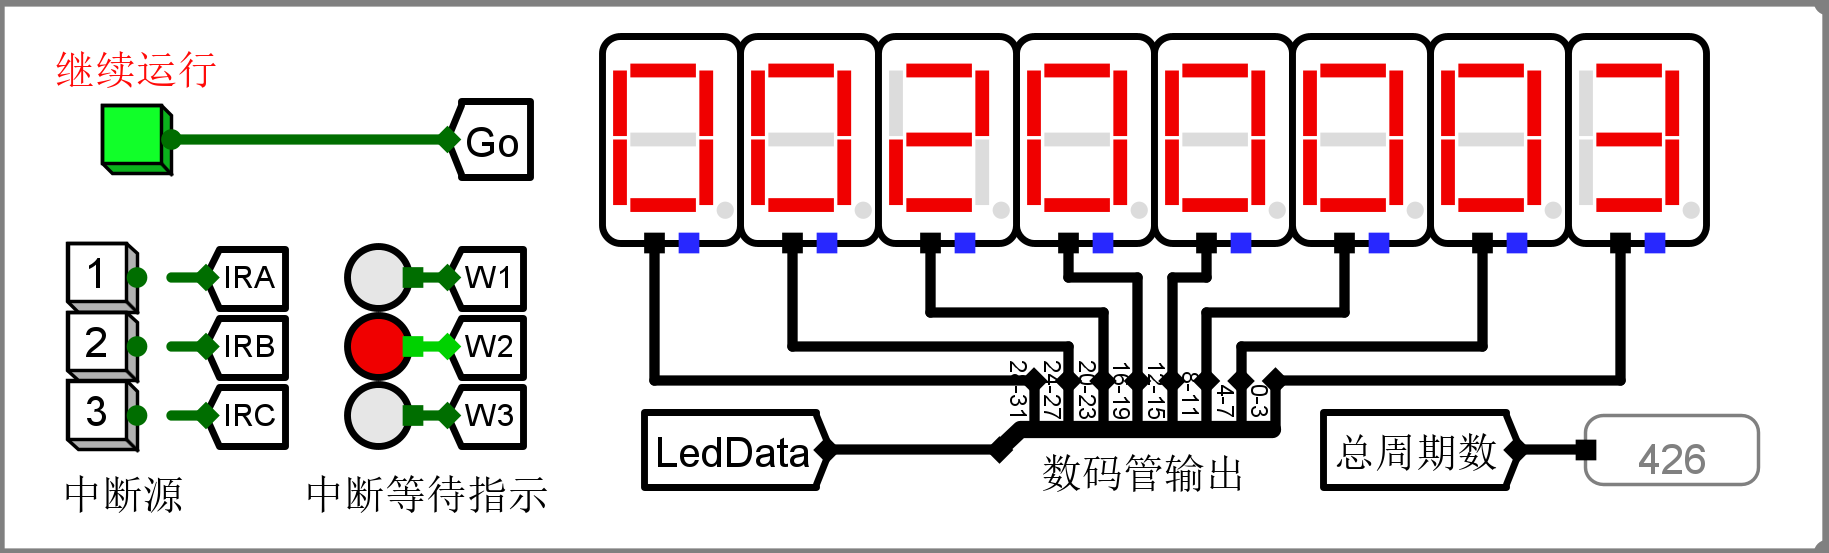 继续运行
Go
00200003
1
IRA
W1
2
IRB
W2
3
IRC
W3
中断源
中断等待指示
28-31
24-27
20-23
16-19
12-15
8-11
4-7
0-3
LedData
数码管输出
总周期数
426